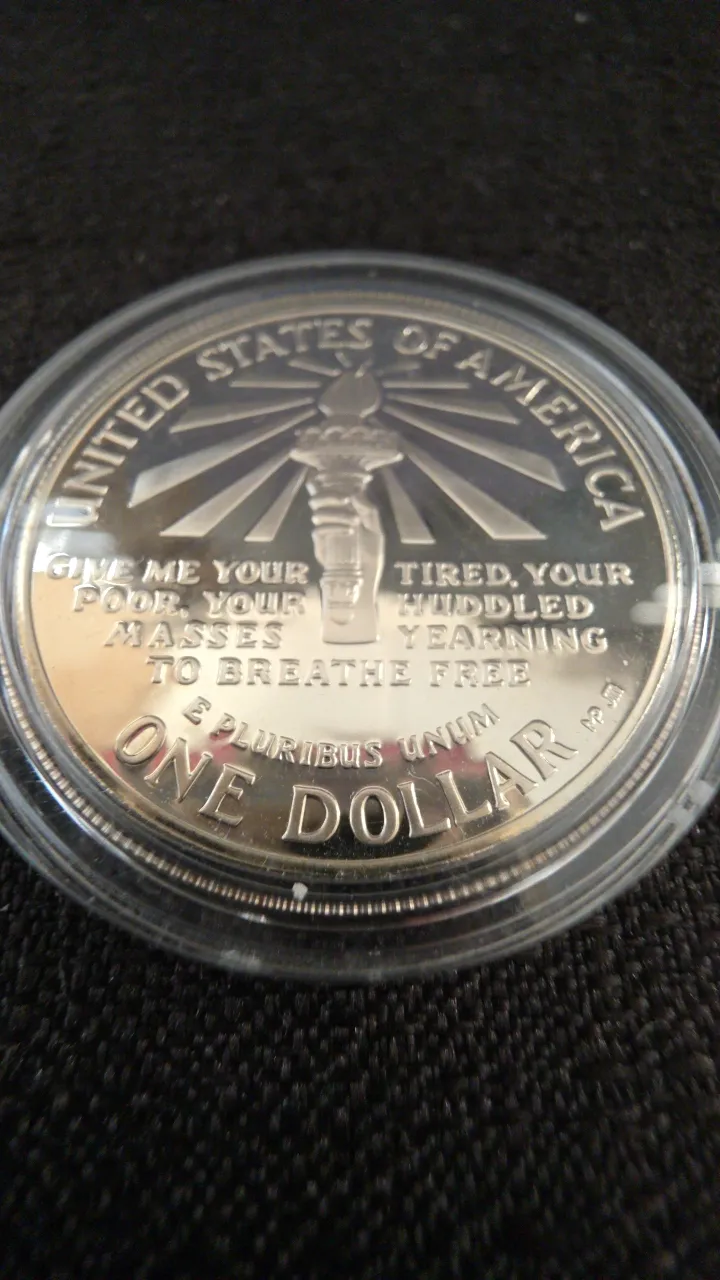 UNITED STATES OF AMERICA
GIVE ME YOUR TIRED, YOUR
POOR, YOUR HUDDLED
MASSES YEARNING
TO BREATHE FREE
E PLURIBUS UNUM
ONE DOLLAR